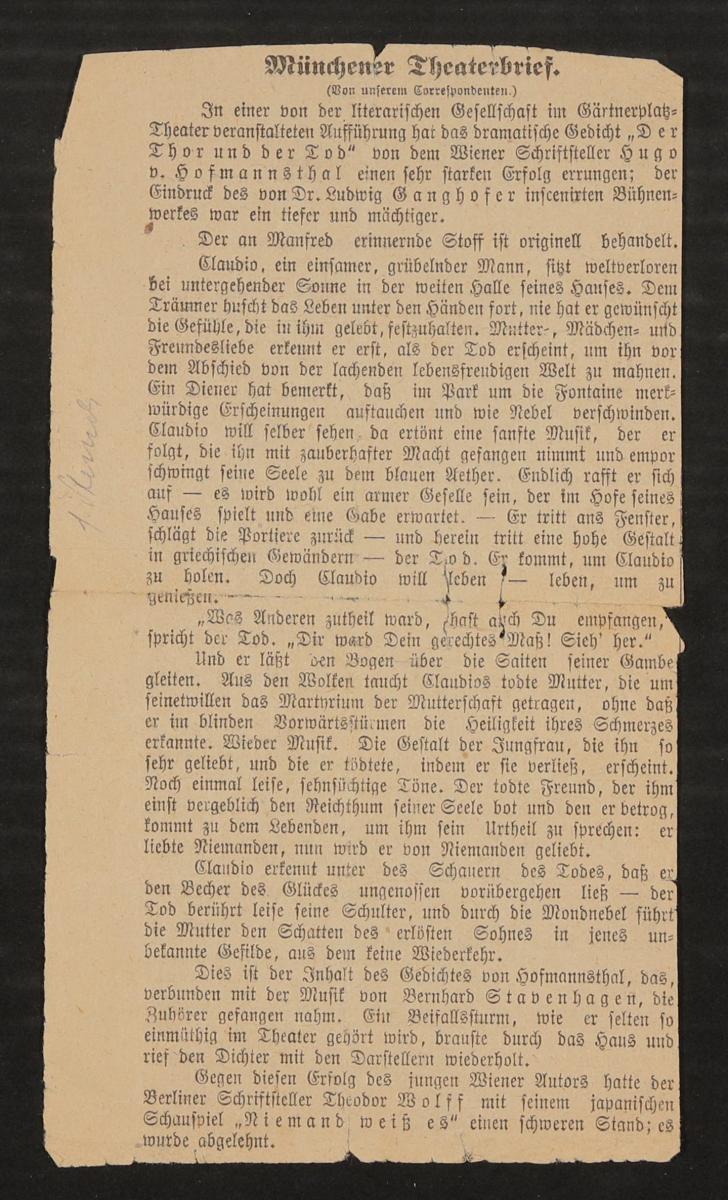 Münchener Theaterbrief.
(Von unserem Correspondenten.)
In einer von der literarischen Gesellschaft im Gärtnerplatz-
Theater veranstalteten Aufführung hat das dramatische Gedicht „Der
Thor und der Tod“ von dem Wiener Schriftsteller Hugo
v. Hofmannsthal einen sehr starken Erfolg errungen; der
Eindruck des von Dr. Ludwig Ganghofer inscenirten Bühnen-
werkes war ein tiefer und mächtiger.
Der an Manfred erinnernde Stoff ist originell behandelt.
Claudio, ein einsamer, grübelnder Mann, sitzt weltverloren
bei untergehender Sonne in der weiten Halle seines Hauses. Dem
Träumer huscht das Leben unter den Händen fort, nie hat er gewünscht
die Gefühle, die in ihm gelebt, festzuhalten. Mutter-, Mädchen- und
Freundesliebe erkennt er erst, als der Tod erscheint, um ihn vor
dem Abschied von der lachenden lebensfreudigen Welt zu mahnen.
Ein Diener hat bemerkt, daß im Park um die Fontaine merk-
würdige Erscheinungen auftauchen und wie Nebel verschwinden.
Claudio will selber sehen, da ertönt eine sanfte Musik, der er
folgt, die ihn mit zauberhafter Macht gefangen nimmt und empor
schwingt seine Seele zu dem blauen Aether. Endlich rafft er sich
auf — es wird wohl ein armer Geselle sein, der im Hofe seines
Hauses spielt und eine Gabe erwartet. — Er tritt ans Fenster,
schlägt die Portiere zurück — und herein tritt eine hohe Gestalt
in griechischen Gewändern — der Tod. Er kommt, um Claudio
zu holen. Doch Claudio will leben — leben, um zu
genießen.
„Was Anderen zutheil ward, hast auch Du empfangen,“
spricht der Tod. „Dir ward Dein gerechtes Maß! Sieh' her.“
Und er läßt den Bogen über die Saiten seiner Gambe
gleiten. Aus den Wolken taucht Claudios todte Mutter, die um
seinetwillen das Martyrium der Mutterschaft getragen, ohne daß
er im blinden Vorwärtsstürmen die Heiligkeit ihres Schmerzes
erkannte. Wieder Musik. Die Gestalt der Jungfrau, die ihn so
sehr geliebt, und die er tödtete, indem er sie verließ, erscheint.
Noch einmal leise, sehnsüchtige Töne. Der todte Freund, der ihm
einst vergeblich den Reichthum seiner Seele bot und den er betrog,
kommt zu dem Lebenden, um ihm sein Urtheil zu sprechen: er
liebte Niemanden, nun wird er von Niemanden geliebt.
Claudio erkennt unter des Schauern des Todes, daß er
den Becher des Glückes ungenossen vorübergehen ließ — der
Tod berührt leise seine Schulter, und durch die Mondnebel führt
die Mutter den Schatten des erlösten Sohnes in jenes un-
bekannte Gefilde, aus dem keine Wiederkehr.
Dies ist der Inhalt des Gedichtes von Hofmannsthal, das,
verbunden mit der Musik von Bernhard Stavenhagen, die
Zuhörer gefangen nahm. Ein Beifallssturm, wie er selten so
einmüthig im Theater gehört wird, brauste durch das Haus und
rief den Dichter mit den Darstellern wiederholt.
Gegen diesen Erfolg des jungen Wiener Autors hatte der
Berliner Schriftsteller Theodor Wolff mit seinem japanischen
Schauspiel „Niemand weiß es“ einen schweren Stand; es
wurde abgelehnt.